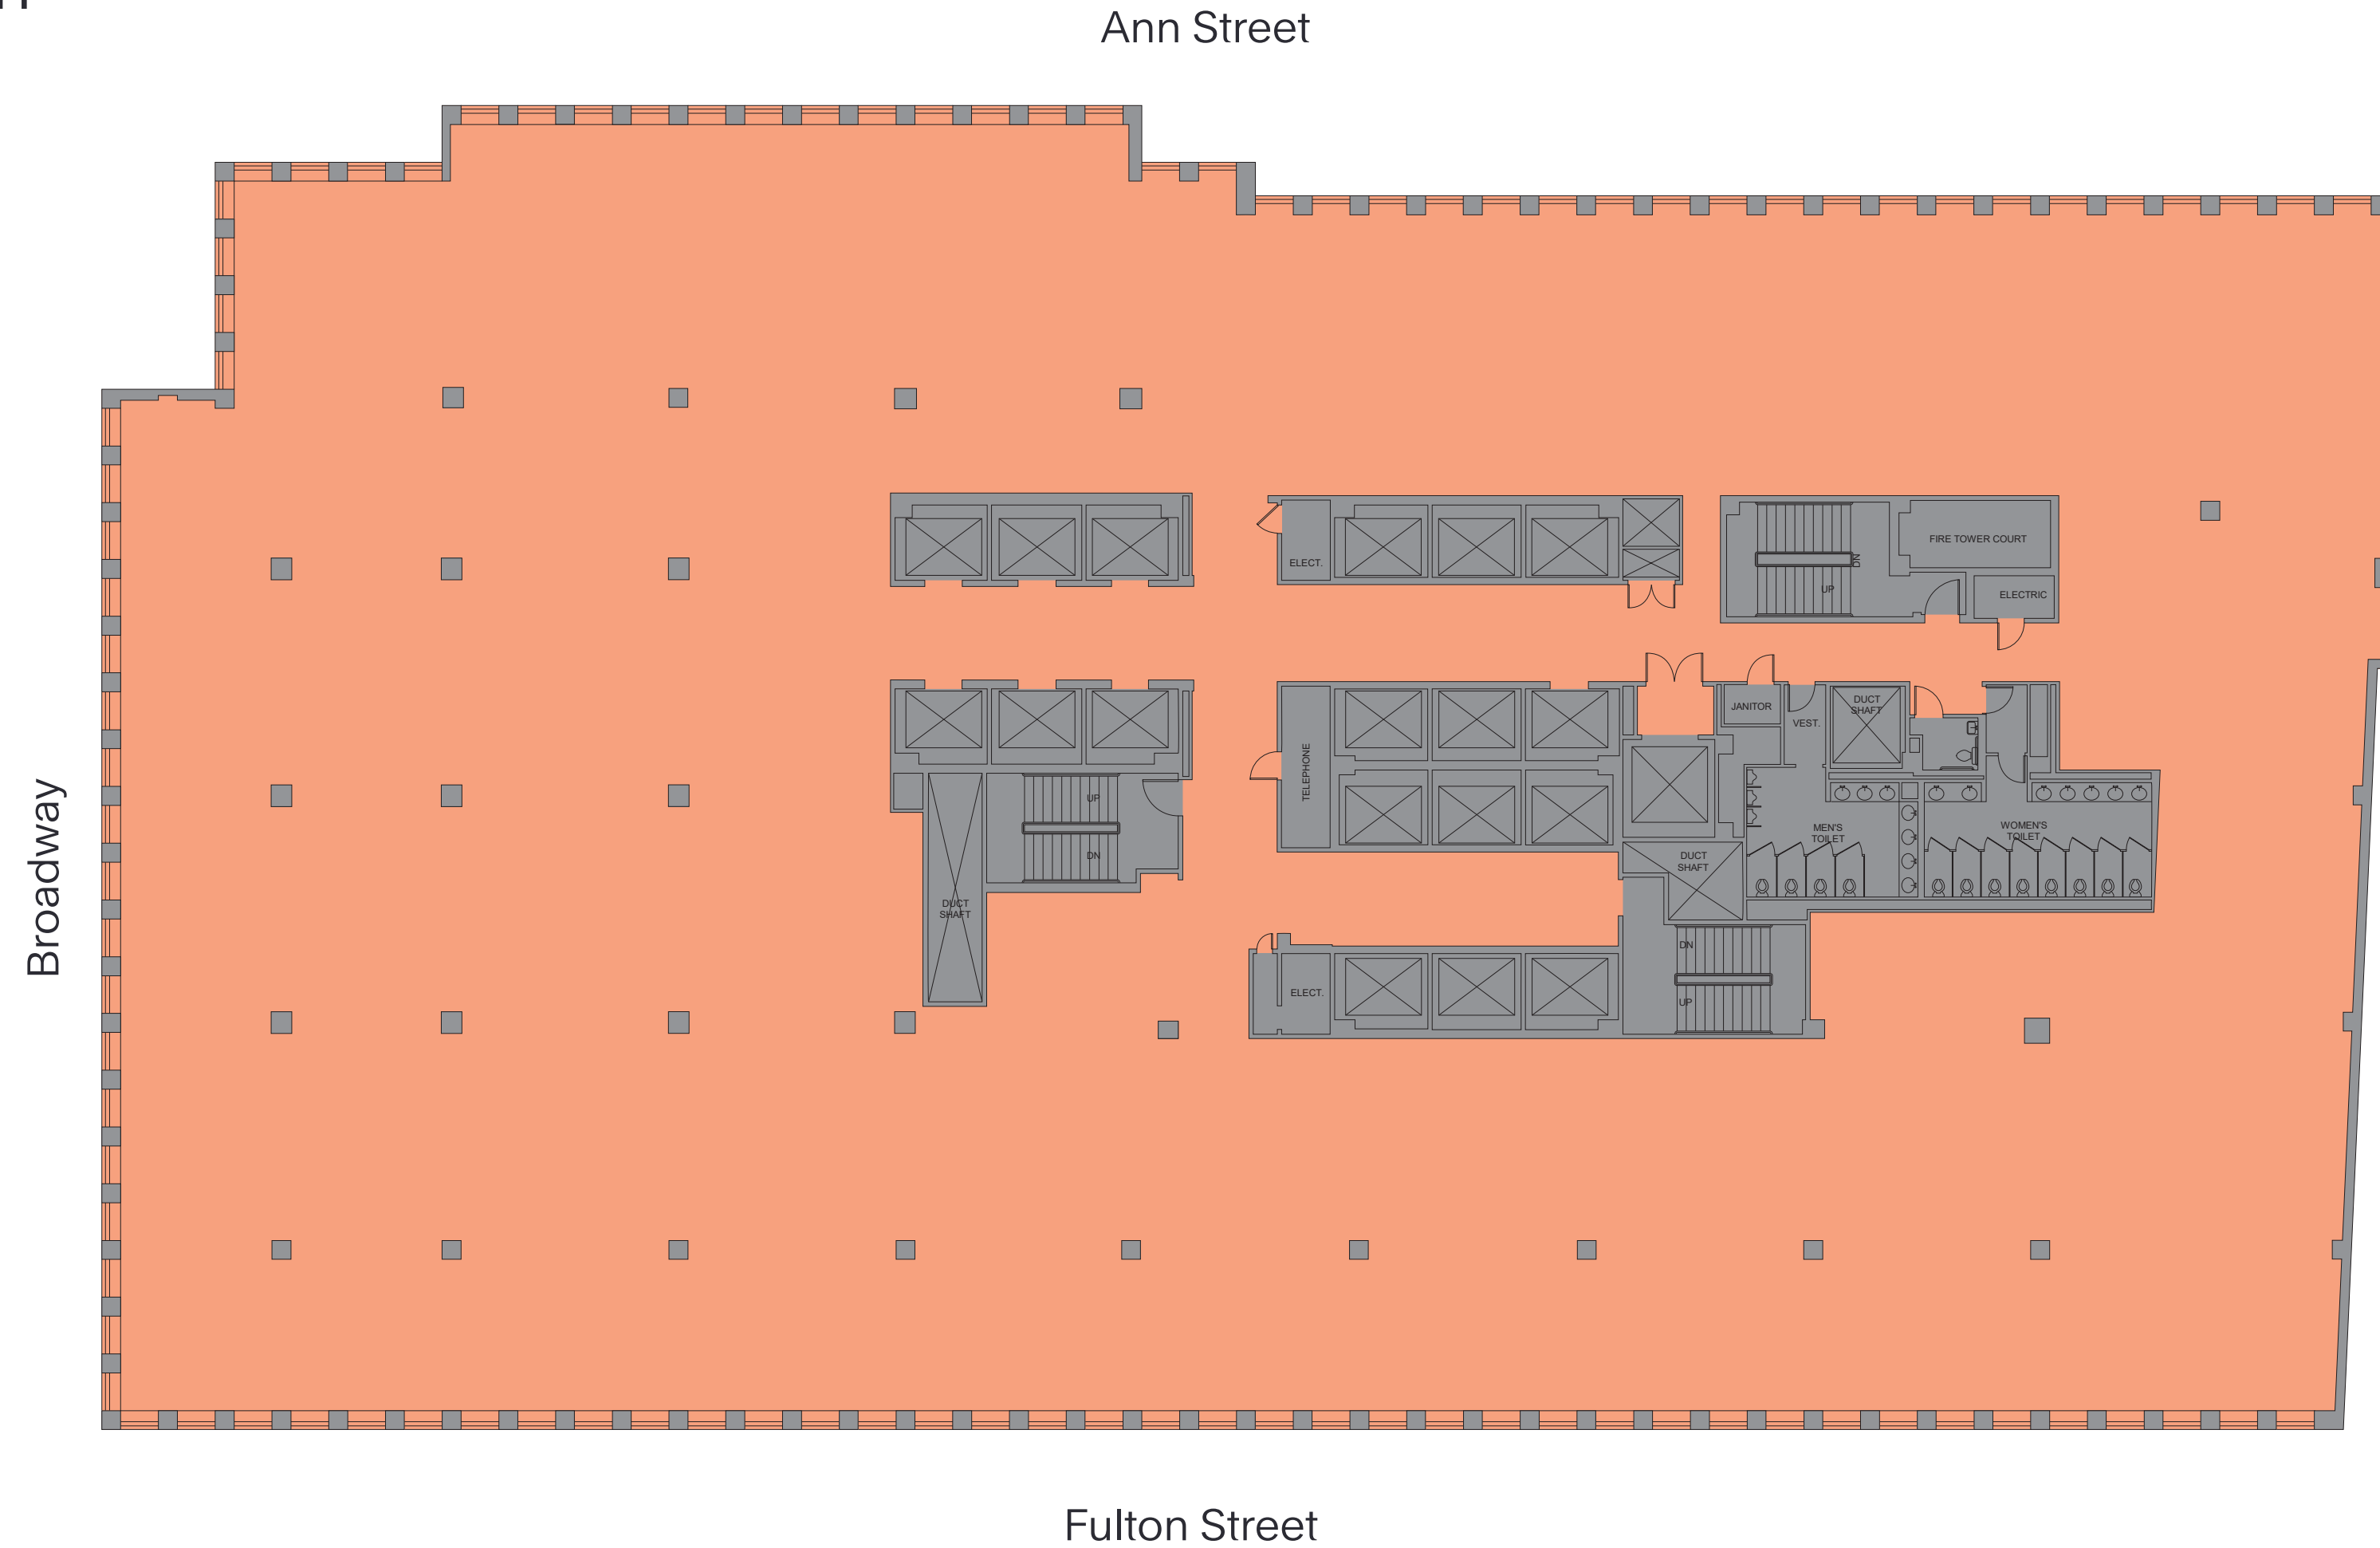 Ann Street
FIRE TOWER COURT
DN
ELECT.
UP
ELECTRIC
JANITOR
DUCT
SHAFT
VEST.
TELEPHONE
UP
MEN'S
TOILET
WOMEN'S
TOILET
DN
DUCT
SHAFT
Broadway
DUCT
SHAFT
DN
ELECT.
UP
Fulton Street